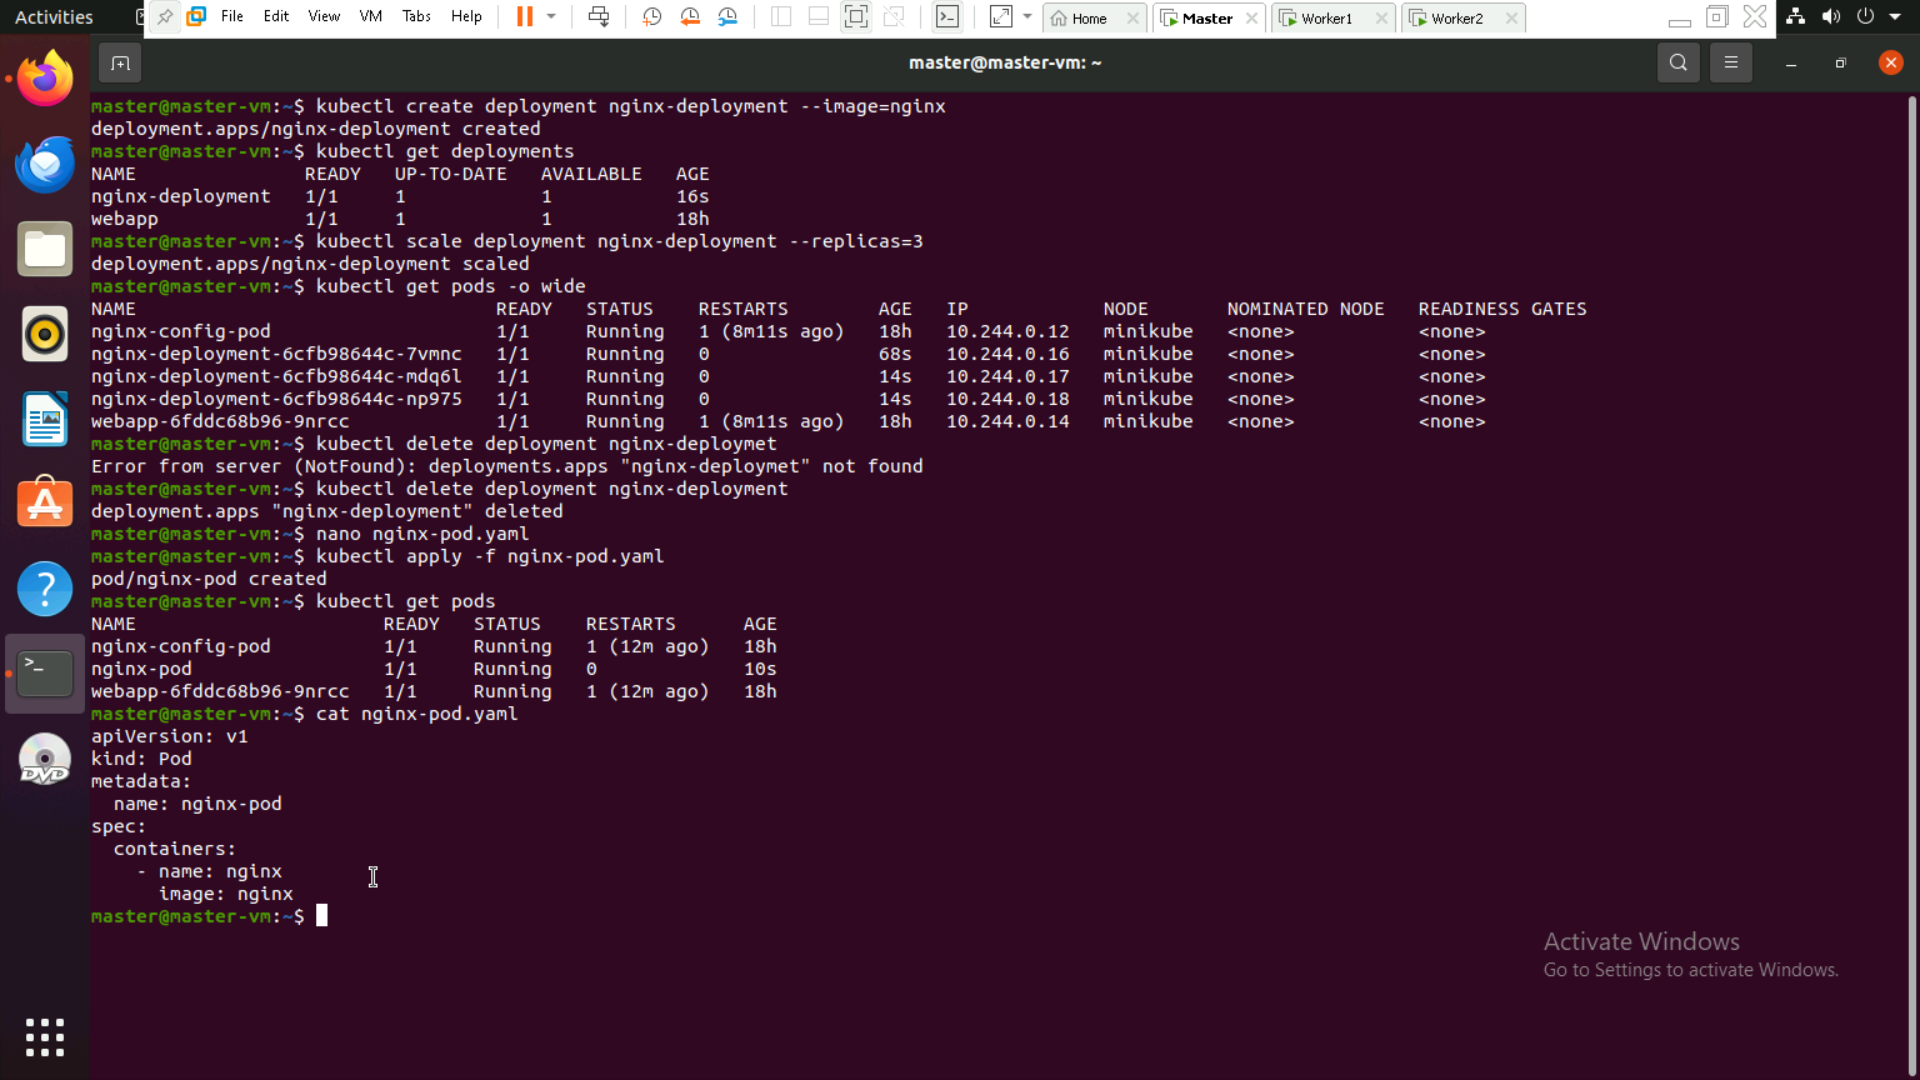 Activities
File Edit View VM Tabs Help
Home Master Worker1 Worker2
master@master-vm: ~
master@master-vm:~$ kubectl create deployment nginx-deployment --image=nginx
deployment.apps/nginx-deployment created
master@master-vm:~$ kubectl get deployments
NAME READY UP-TO-DATE AVAILABLE AGE
nginx-deployment 1/1 1 1 16s
webapp 1/1 1 1 18h
master@master-vm:~$ kubectl scale deployment nginx-deployment --replicas=3
deployment.apps/nginx-deployment scaled
master@master-vm:~$ kubectl get pods -o wide
NAME READY STATUS RESTARTS AGE IP NODE NOMINATED NODE READINESS GATES
nginx-config-pod 1/1 Running 1 (8m11s ago) 18h 10.244.0.12 minikube <none> <none>
nginx-deployment-6cfb98644c-7vmnc 1/1 Running 0 68s 10.244.0.16 minikube <none> <none>
nginx-deployment-6cfb98644c-mdq6l 1/1 Running 0 14s 10.244.0.17 minikube <none> <none>
nginx-deployment-6cfb98644c-np975 1/1 Running 0 14s 10.244.0.18 minikube <none> <none>
webapp-6fddc68b96-9nrcc 1/1 Running 1 (8m11s ago) 18h 10.244.0.14 minikube <none> <none>
master@master-vm:~$ kubectl delete deployment nginx-deploymet
Error from server (NotFound): deployments.apps "nginx-deploymet" not found
master@master-vm:~$ kubectl delete deployment nginx-deployment
deployment.apps "nginx-deployment" deleted
master@master-vm:~$ nano nginx-pod.yaml
master@master-vm:~$ kubectl apply -f nginx-pod.yaml
pod/nginx-pod created
master@master-vm:~$ kubectl get pods
NAME READY STATUS RESTARTS AGE
nginx-config-pod 1/1 Running 1 (12m ago) 18h
nginx-pod 1/1 Running 0 10s
webapp-6fddc68b96-9nrcc 1/1 Running 1 (12m ago) 18h
master@master-vm:~$ cat nginx-pod.yaml
apiVersion: v1
kind: Pod
metadata:
  name: nginx-pod
spec:
  containers:
    - name: nginx
      image: nginx
master@master-vm:~$
DVD
Activate Windows
Go to Settings to activate Windows.